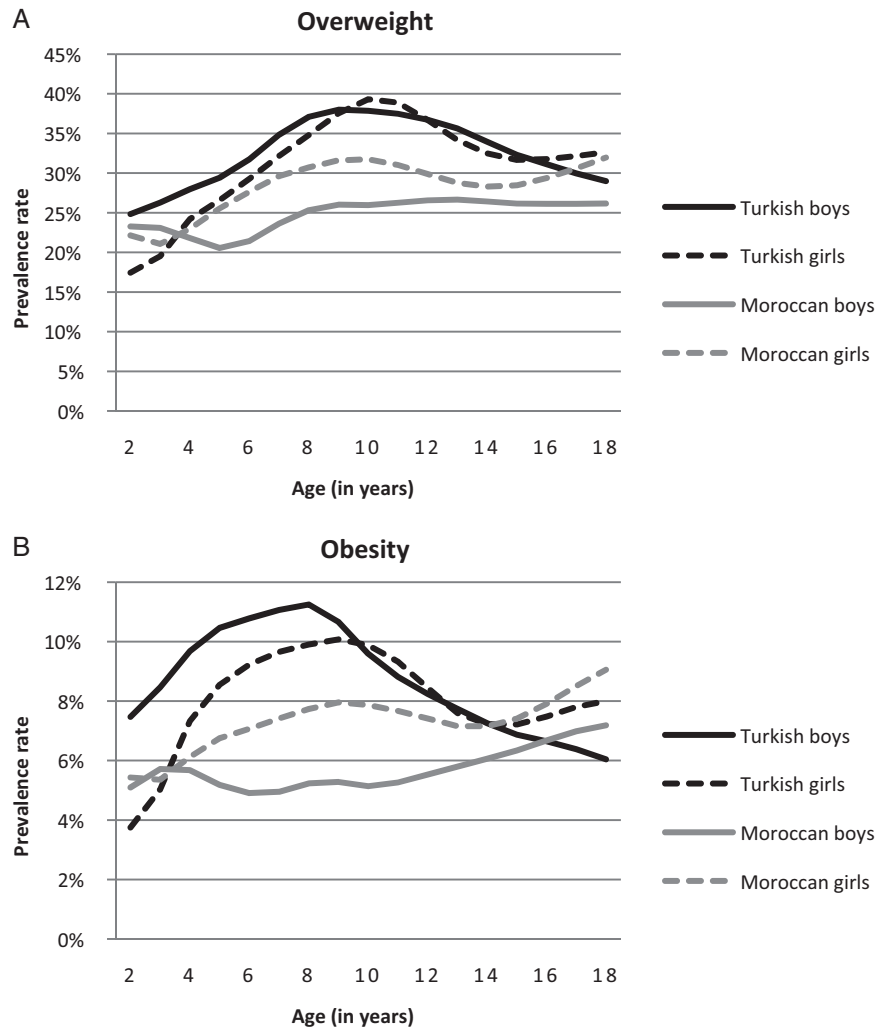 A
Overweight
45%
40%
35%
30%
25%
20%
15%
10%
5%
0%
Prevalence rate
2 4 6 8 10 12 14 16 18
Age (in years)
Turkish boys
Turkish girls
Moroccan boys
Moroccan girls
B
Obesity
12%
10%
8%
6%
4%
2%
0%
Prevalence rate
2 4 6 8 10 12 14 16 18
Age (in years)
Turkish boys
Turkish girls
Moroccan boys
Moroccan girls